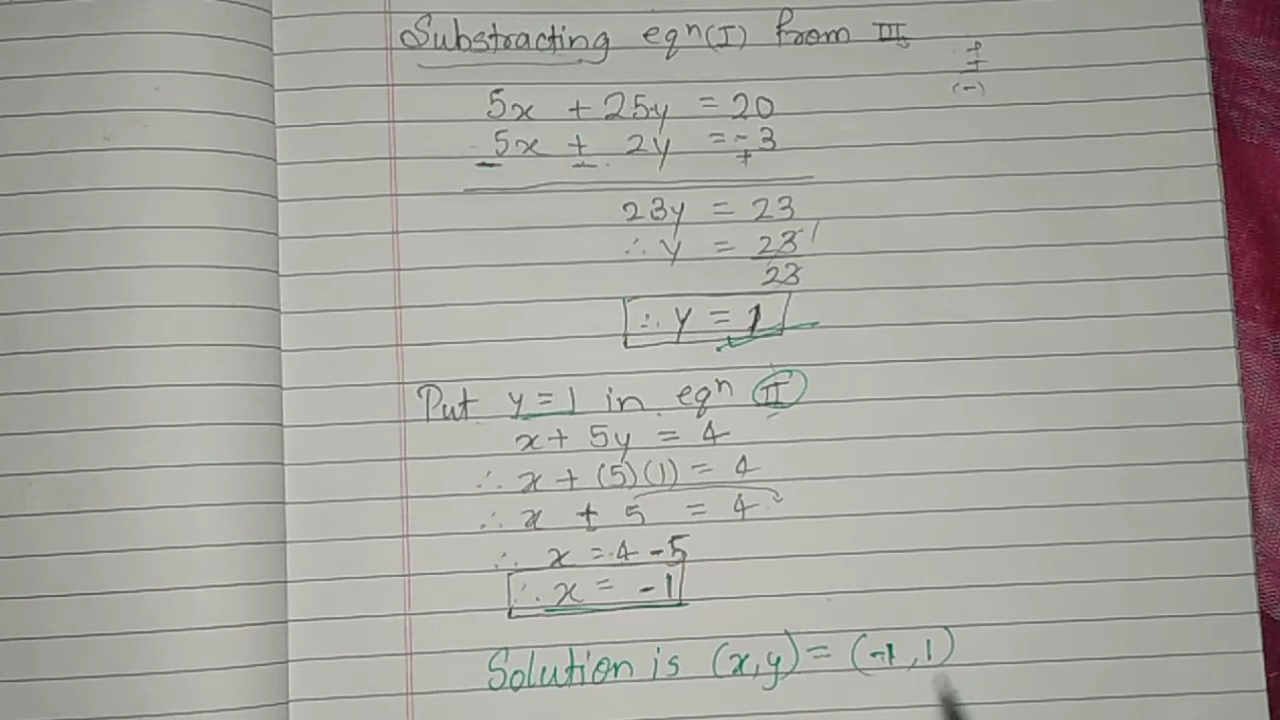 Substracting eqn(I) from III
+
+
(-)
5x + 25y = 20
5x + 2y = -3
- - +
23y = 23
∴ y = 23 1
23
∴ y = 1
Put y = 1 in eqn II
x + 5y = 4
∴ x + (5)(1) = 4
∴ x + 5 = 4
∴ x = 4 - 5
∴ x = -1
Solution is (x,y) = (-1, 1)